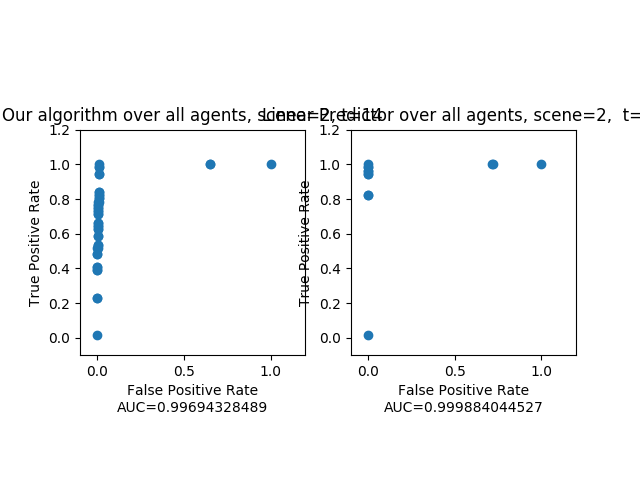 Our algorithm over all agents, scene=2, t=14
Linear Predictor over all agents, scene=2, t=
True Positive Rate
1.2
1.0
0.8
0.6
0.4
0.2
0.0
0.0 0.5 1.0
False Positive Rate
AUC=0.99694328489
True Positive Rate
1.2
1.0
0.8
0.6
0.4
0.2
0.0
0.0 0.5 1.0
False Positive Rate
AUC=0.999884044527